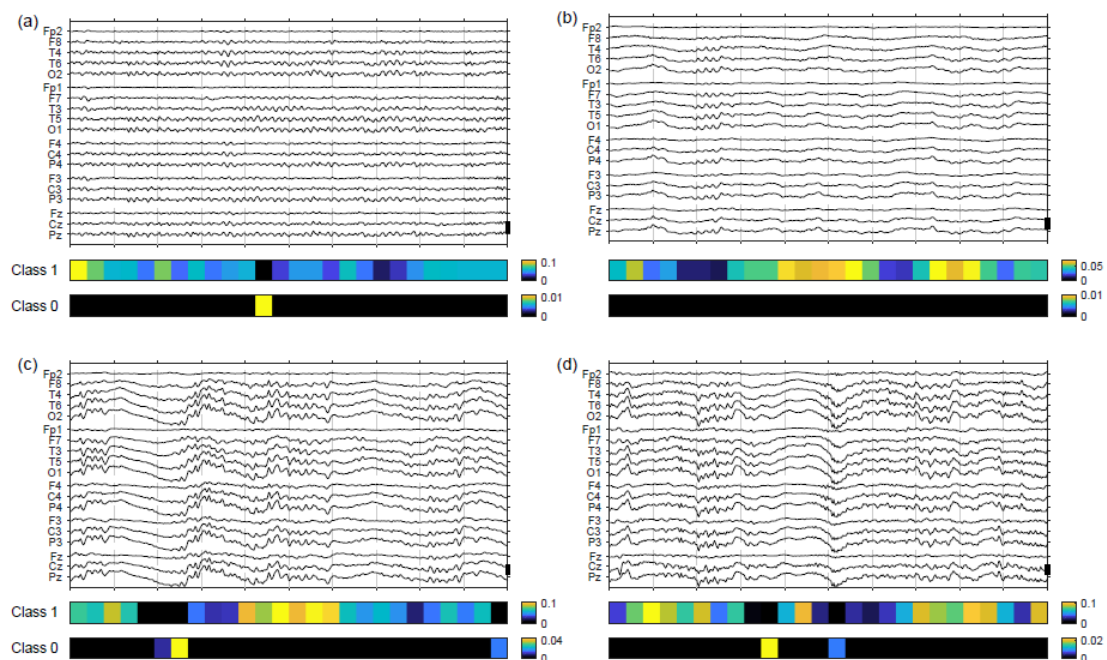 (a)
Fp2
F8
T4
T6
O2
Fp1
F7
T3
T5
O1
F4
C4
P4
F3
C3
P3
Fz
Cz
Pz
Class 1
0.1
0
Class 0
0.01
0
(b)
Fp2
F8
T4
T6
O2
Fp1
F7
T3
T5
O1
F4
C4
P4
F3
C3
P3
Fz
Cz
Pz
0.05
0
0.01
0
(c)
Fp2
F8
T4
T6
O2
Fp1
F7
T3
T5
O1
F4
C4
P4
F3
C3
P3
Fz
Cz
Pz
Class 1
0.1
0
Class 0
0.04
0
(d)
Fp2
F8
T4
T6
O2
Fp1
F7
T3
T5
O1
F4
C4
P4
F3
C3
P3
Fz
Cz
Pz
0.1
0
0.02
0